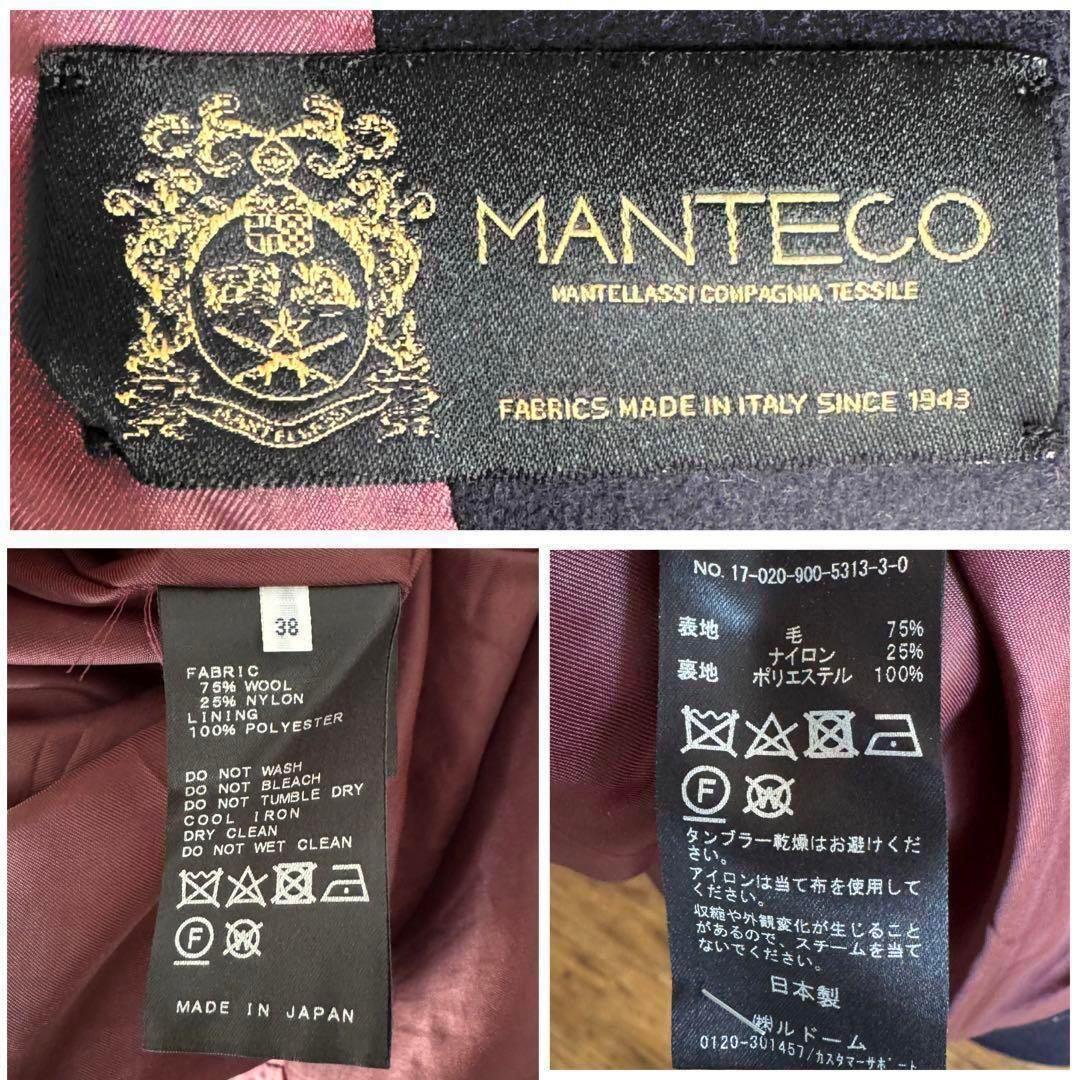 MANTECO
MANTELLASSI COMPAGNIA TESSILE
FABRICS MADE IN ITALY SINCE 1943
MANTELLASSI
38
FABRIC
75% WOOL
25% NYLON
LINING
100% POLYESTER
DO NOT WASH
DO NOT BLEACH
DO NOT TUMBLE DRY
COOL IRON
DRY CLEAN
DO NOT WET CLEAN
F W
MADE IN JAPAN
NO. 17-020-900-5313-3-0
表地 毛 75%
ナイロン 25%
裏地 ポリエステル 100%
F W
タンブラー乾燥はお避けくだ
さい。
アイロンは当て布を使用して
ください。
収縮や外観変化が生じること
があるので、スチームを当て
ないでください。
日本製
㈱ルドーム
0120-301457/カスタマーサポート